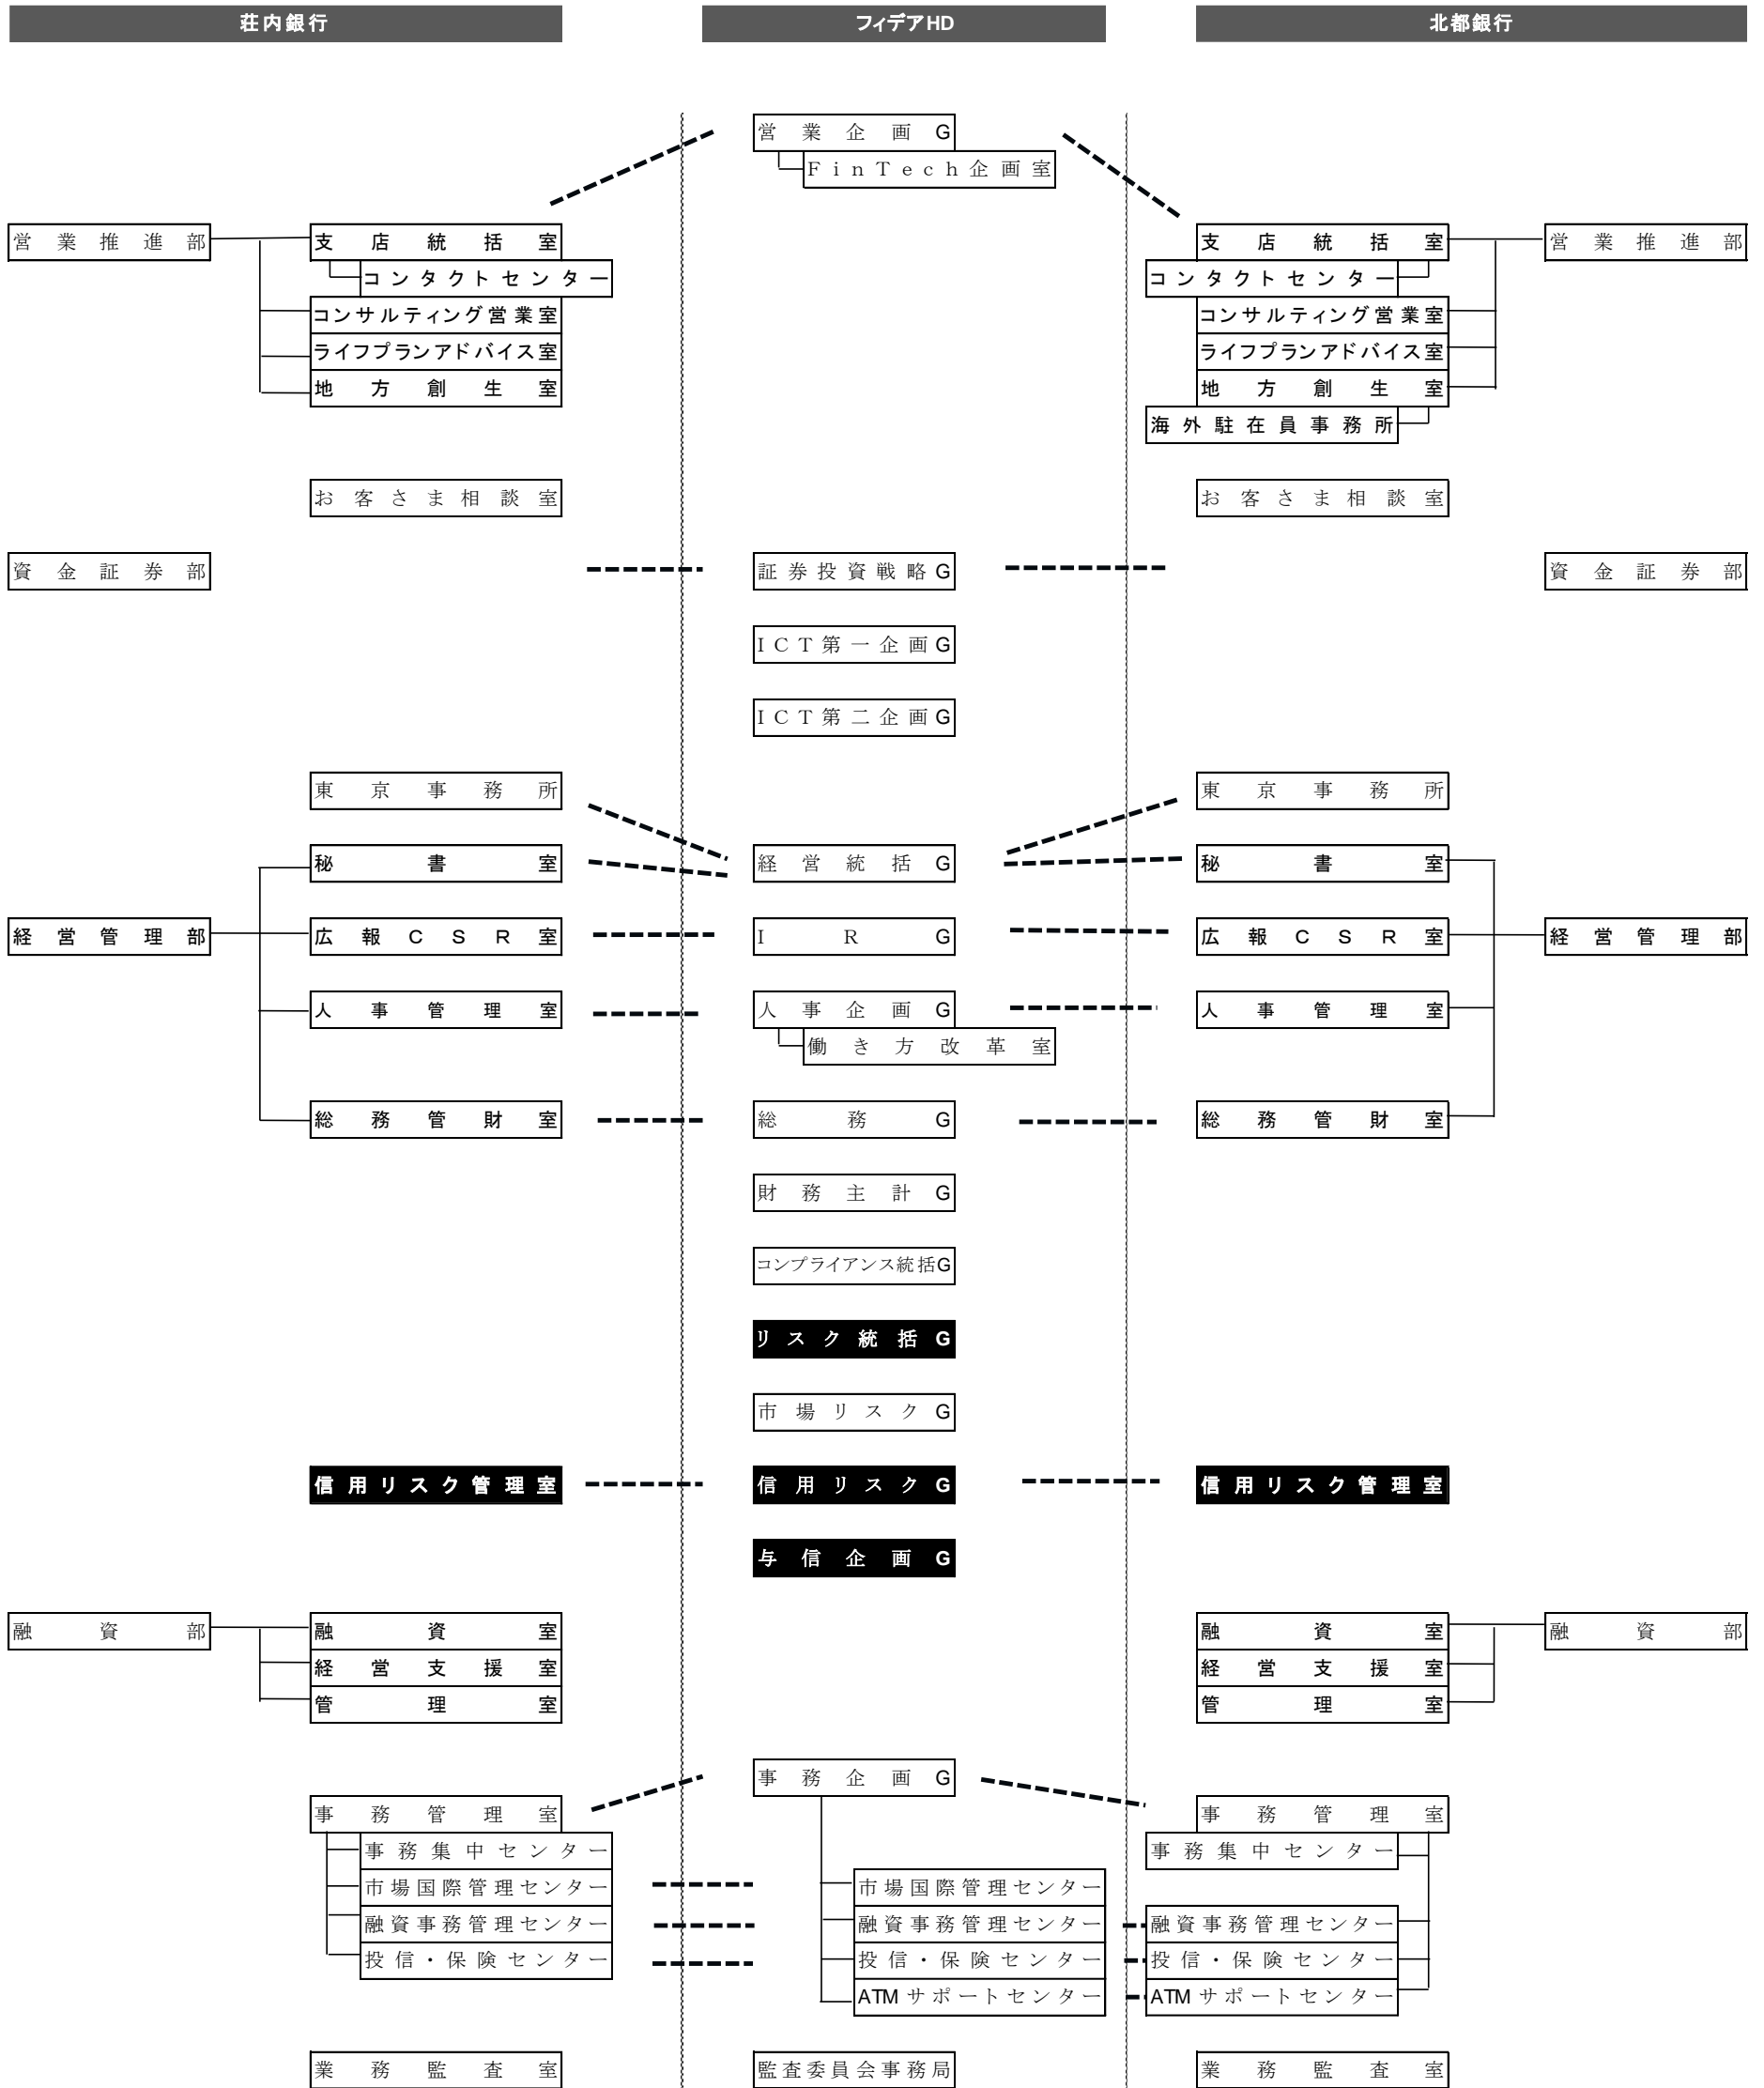 荘内銀行 フィデアHD 北都銀行
営業企画G
FinTech企画室
営業推進部 支店統括室 支店統括室 営業推進部
コンタクトセンター コンタクトセンター
コンサルティング営業室 コンサルティング営業室
ライフプランアドバイス室 ライフプランアドバイス室
地方創生室 地方創生室
海外駐在員事務所
お客さま相談室 お客さま相談室
資金証券部 証券投資戦略G 資金証券部
ICT第一企画G
ICT第二企画G
東京事務所 東京事務所
秘書室 経営統括G 秘書室
経営管理部 広報CSR室 IRG 広報CSR室 経営管理部
人事管理室 人事企画G 人事管理室
働き方改革室
総務管財室 総務G 総務管財室
財務主計G
コンプライアンス統括G
リスク統括G
市場リスクG
信用リスク管理室 信用リスクG 信用リスク管理室
与信企画G
融資部 融資室 融資室 融資部
経営支援室 経営支援室
管理室 管理室
事務企画G
事務管理室 事務管理室
事務集中センター 事務集中センター
市場国際管理センター 市場国際管理センター
融資事務管理センター 融資事務管理センター 融資事務管理センター
投信・保険センター 投信・保険センター 投信・保険センター
ATMサポートセンター ATMサポートセンター
業務監査室 監査委員会事務局 業務監査室